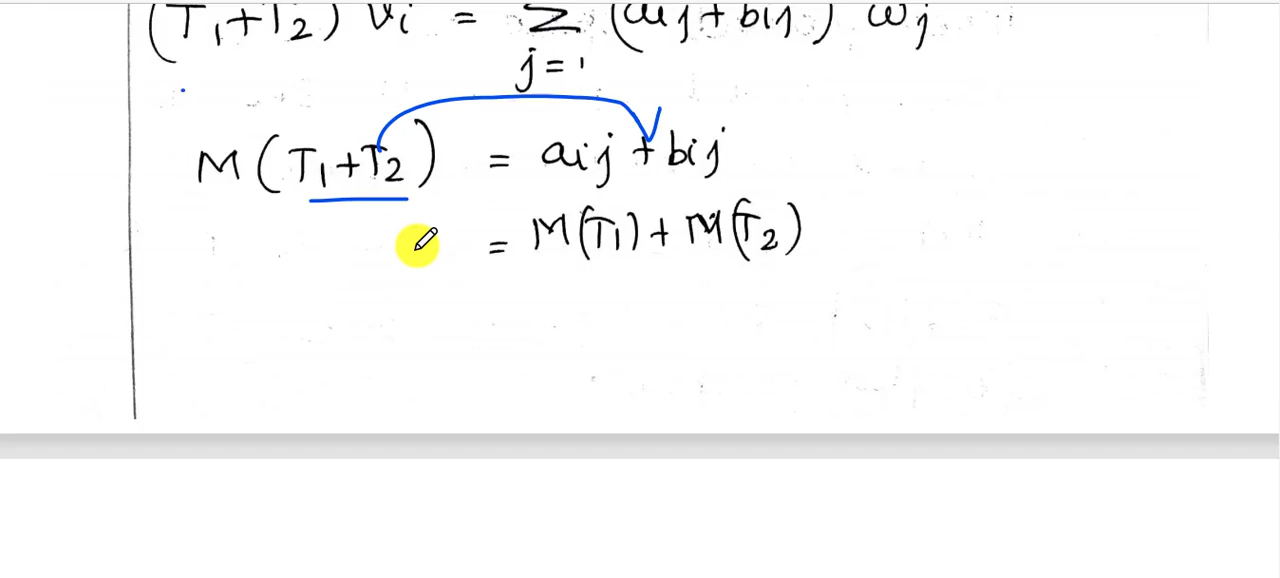 (T₁+T₂) vᵢ = Σ (aij + bij) wj
j=1
M(T₁+T₂) = aij + bij
= M(T₁) + M(T₂)